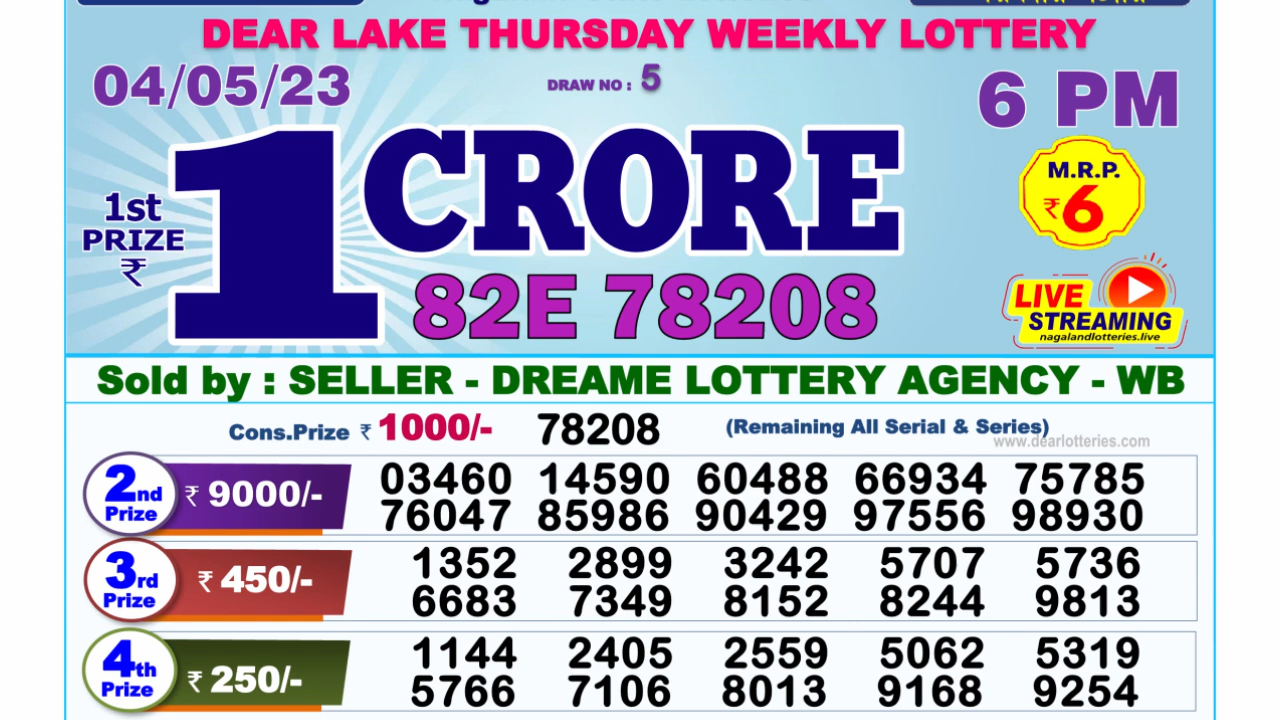 DEAR LAKE THURSDAY WEEKLY LOTTERY
04/05/23
DRAW NO : 5
6 PM
1st
PRIZE
₹
1 CRORE
82E 78208
M.R.P.
₹6
LIVE
STREAMING
nagalandlotteries.live
Sold by : SELLER - DREAME LOTTERY AGENCY - WB
Cons.Prize ₹ 1000/- 78208 (Remaining All Serial & Series)
www.dearlotteries.com
2nd Prize ₹ 9000/-
03460 14590 60488 66934 75785
76047 85986 90429 97556 98930
3rd Prize ₹ 450/-
1352 2899 3242 5707 5736
6683 7349 8152 8244 9813
4th Prize ₹ 250/-
1144 2405 2559 5062 5319
5766 7106 8013 9168 9254